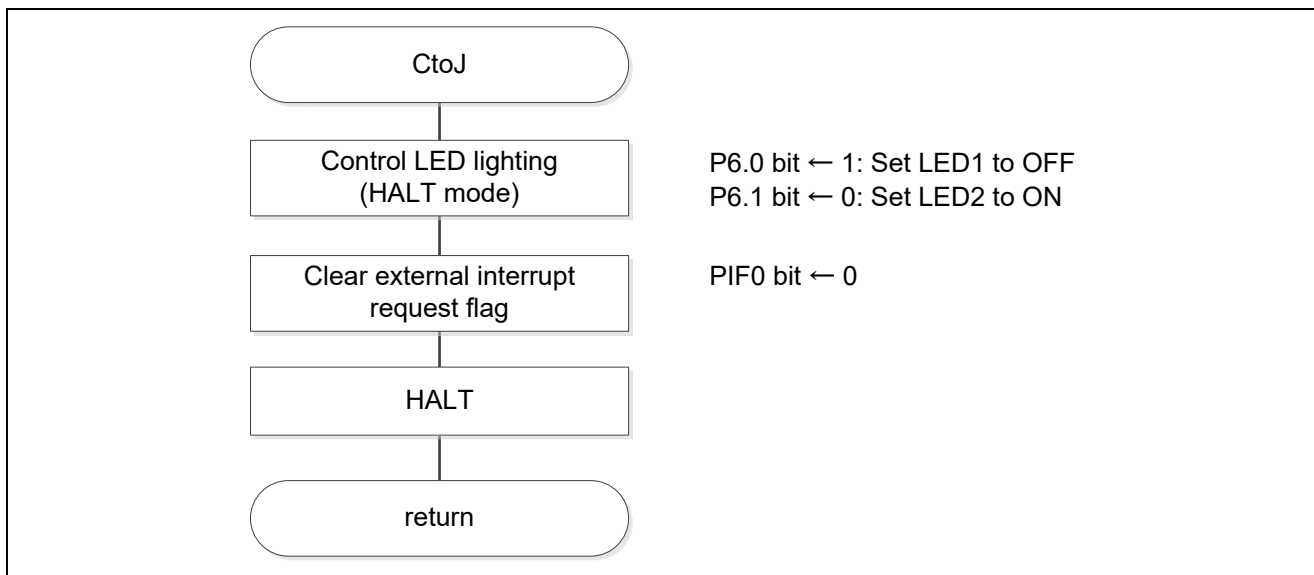 CtoJ
Control LED lighting
(HALT mode)
P6.0 bit ← 1: Set LED1 to OFF
P6.1 bit ← 0: Set LED2 to ON
Clear external interrupt
request flag
PIF0 bit ← 0
HALT
return